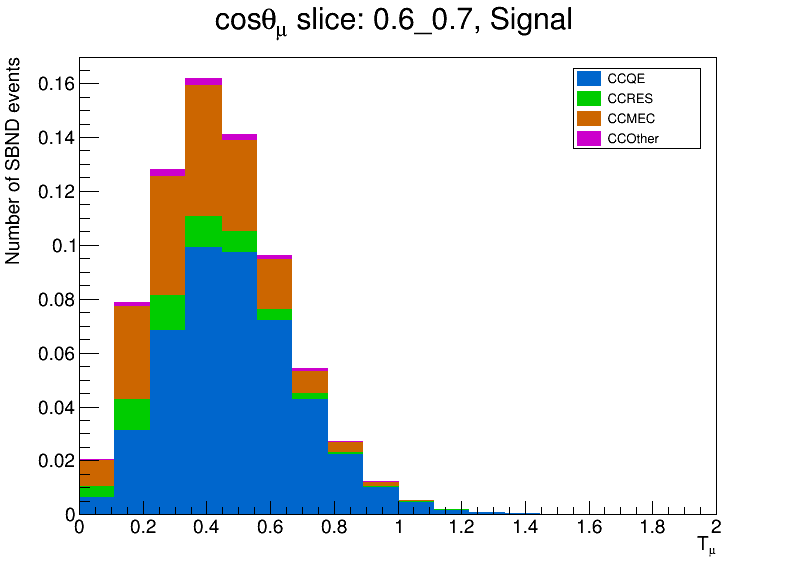 cosθμ slice: 0.6_0.7, Signal
Number of SBND events
0.16
0.14
0.12
0.1
0.08
0.06
0.04
0.02
0
CCQE
CCRES
CCMEC
CCOther
0 0.2 0.4 0.6 0.8 1 1.2 1.4 1.6 1.8 2
Tμ